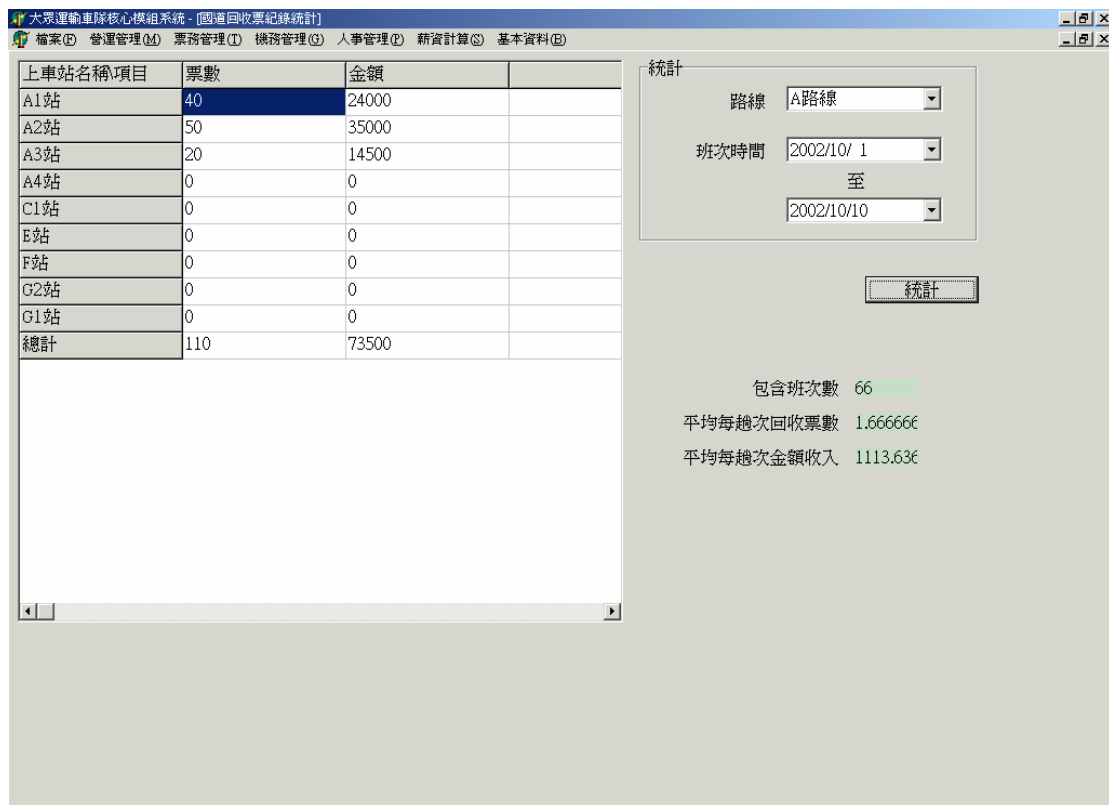 大眾運輸車隊核心模組系統 - [國道回收票紀錄統計]
檔案(F) 營運管理(M) 票務管理(T) 機務管理(G) 人事管理(P) 薪資計算(S) 基本資料(B)
上車站名稱\項目 票數 金額
A1站 40 24000
A2站 50 35000
A3站 20 14500
A4站 0 0
C1站 0 0
E站 0 0
F站 0 0
G2站 0 0
G1站 0 0
總計 110 73500
統計
路線 A路線
班次時間 2002/10/ 1
至
2002/10/10
統計
包含班次數 66
平均每趟次回收票數 1.666666
平均每趟次金額收入 1113.636